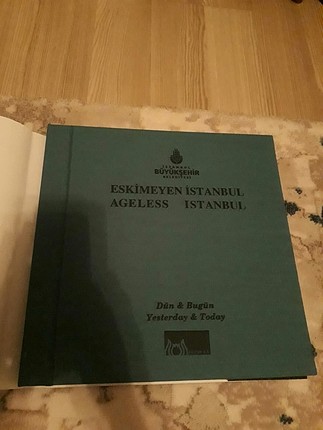 İSTANBUL
BÜYÜKŞEHİR
BELEDİYESİ
ESKİMEYEN İSTANBUL
AGELESS ISTANBUL
Dün & Bugün
Yesterday & Today